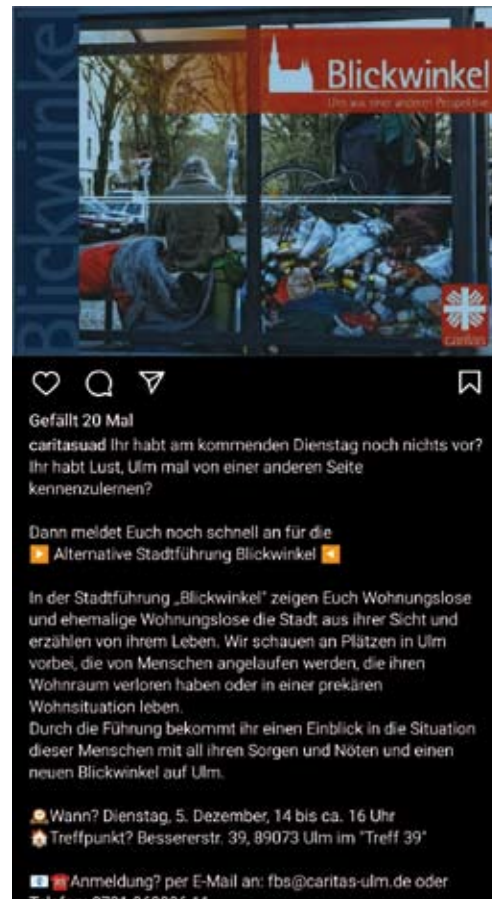 Blickwinkel
Blickwinkel
Ulm aus einer anderen Perspektive
caritas
Gefällt 20 Mal
caritasuad Ihr habt am kommenden Dienstag noch nichts vor?
Ihr habt Lust, Ulm mal von einer anderen Seite
kennenzulernen?
Dann meldet Euch noch schnell an für die
▶ Alternative Stadtführung Blickwinkel ◀
In der Stadtführung „Blickwinkel" zeigen Euch Wohnungslose
und ehemalige Wohnungslose die Stadt aus ihrer Sicht und
erzählen von ihrem Leben. Wir schauen an Plätzen in Ulm
vorbei, die von Menschen angelaufen werden, die ihren
Wohnraum verloren haben oder in einer prekären
Wohnsituation leben.
Durch die Führung bekommt ihr einen Einblick in die Situation
dieser Menschen mit all ihren Sorgen und Nöten und einen
neuen Blickwinkel auf Ulm.
🕰️Wann? Dienstag, 5. Dezember, 14 bis ca. 16 Uhr
🏠Treffpunkt? Bessererstr. 39, 89073 Ulm im "Treff 39"
📧☎️Anmeldung? per E-Mail an: fbs@caritas-ulm.de oder